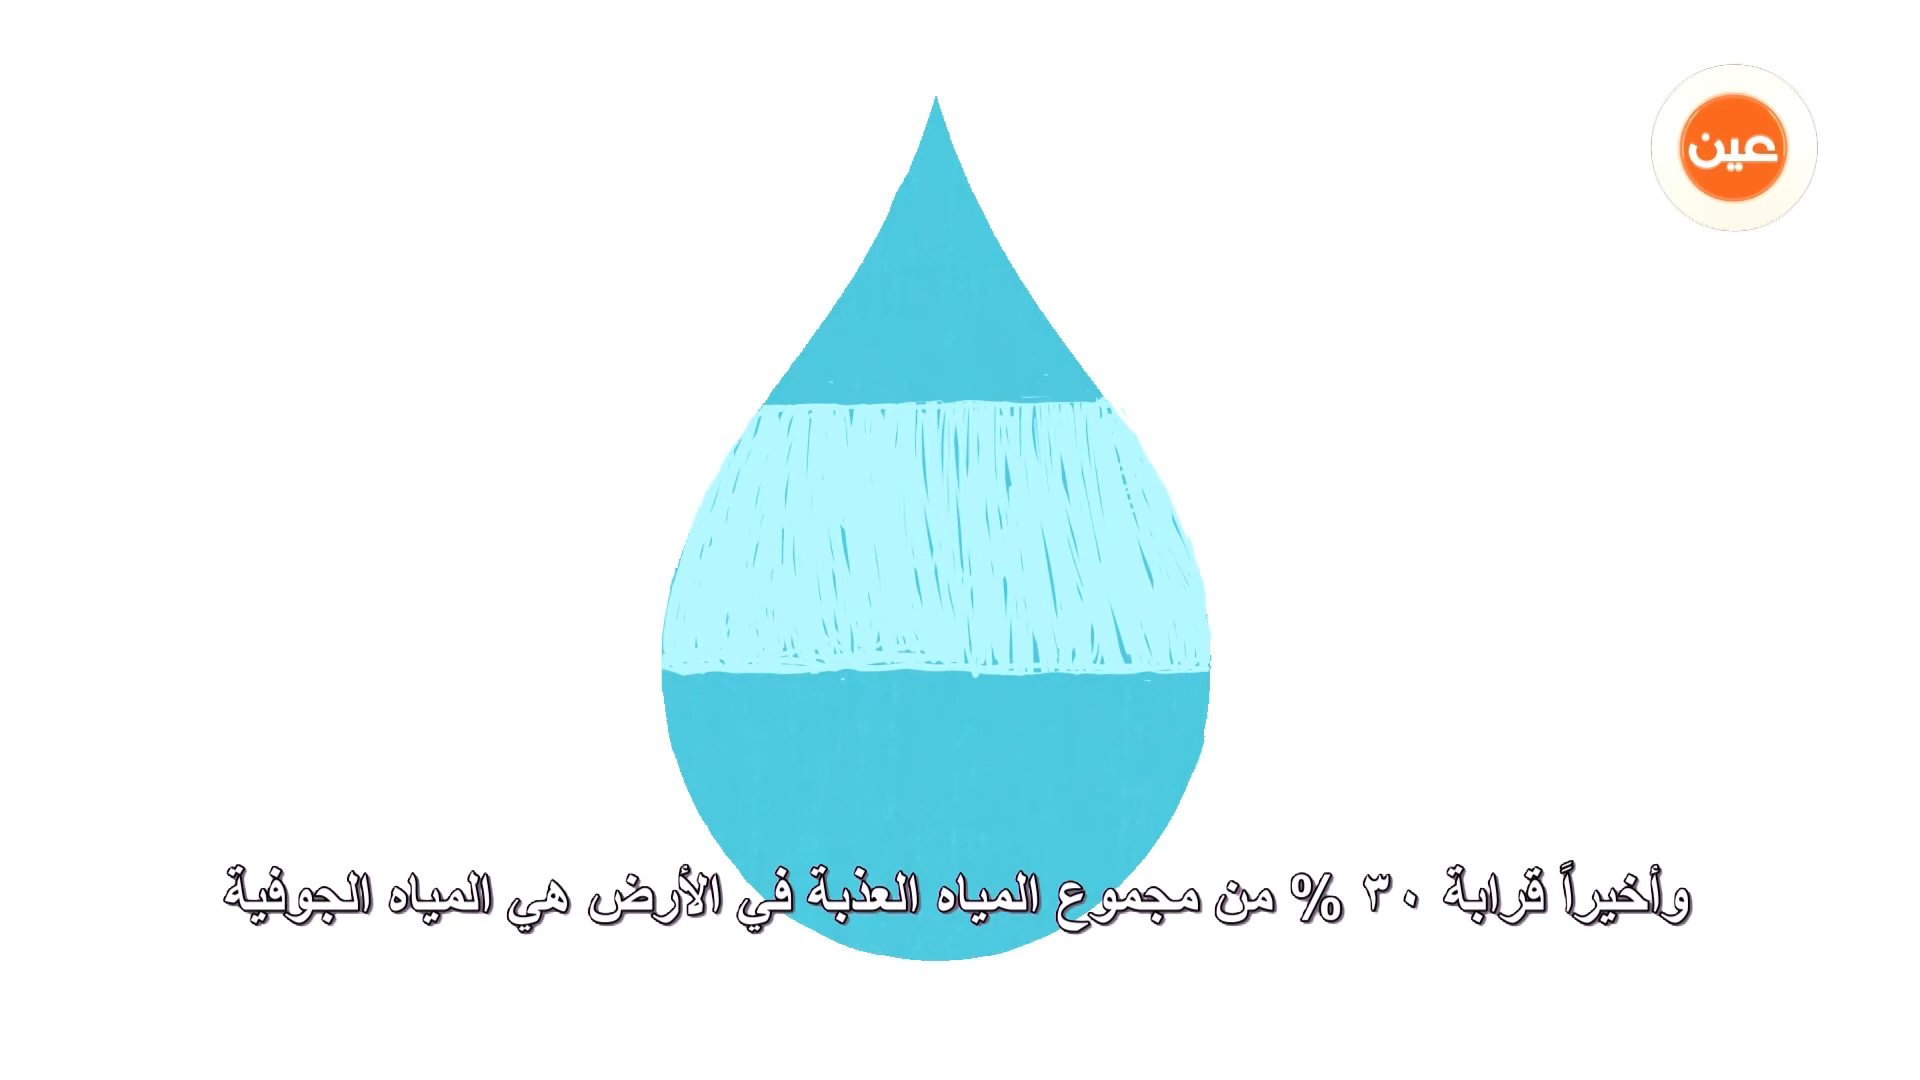 عين
وأخيراً قرابة ٣٠ % من مجموع المياه العذبة في الأرض هي المياه الجوفية